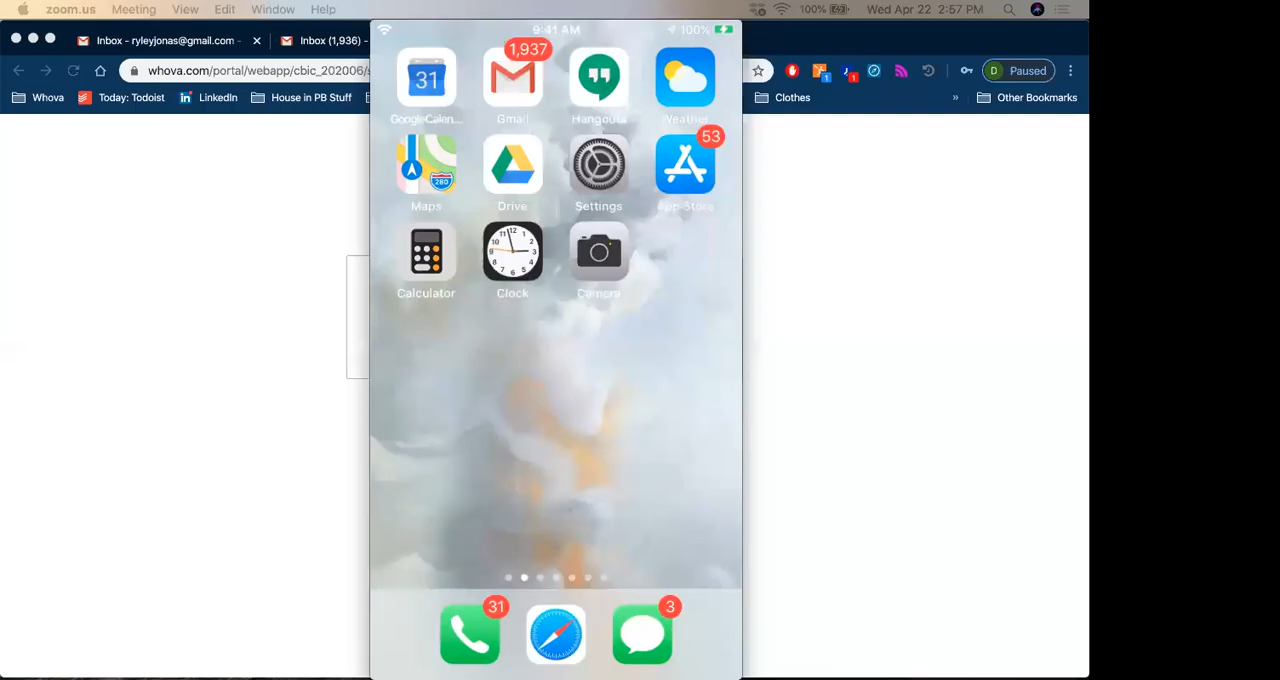 zoom.us Meeting View Edit Window Help 100% Wed Apr 22 2:57 PM
Inbox - ryleyjonas@gmail.com - Inbox (1,936) -
whova.com/portal/webapp/cbic_202006/s 1 1 D Paused
Whova Today: Todoist LinkedIn House in PB Stuff Clothes » Other Bookmarks
9:41 AM 100%
31 1,937
Google Calen... Gmail Hangouts Weather
280 53
Maps Drive Settings App Store
Calculator Clock Camera
31 3